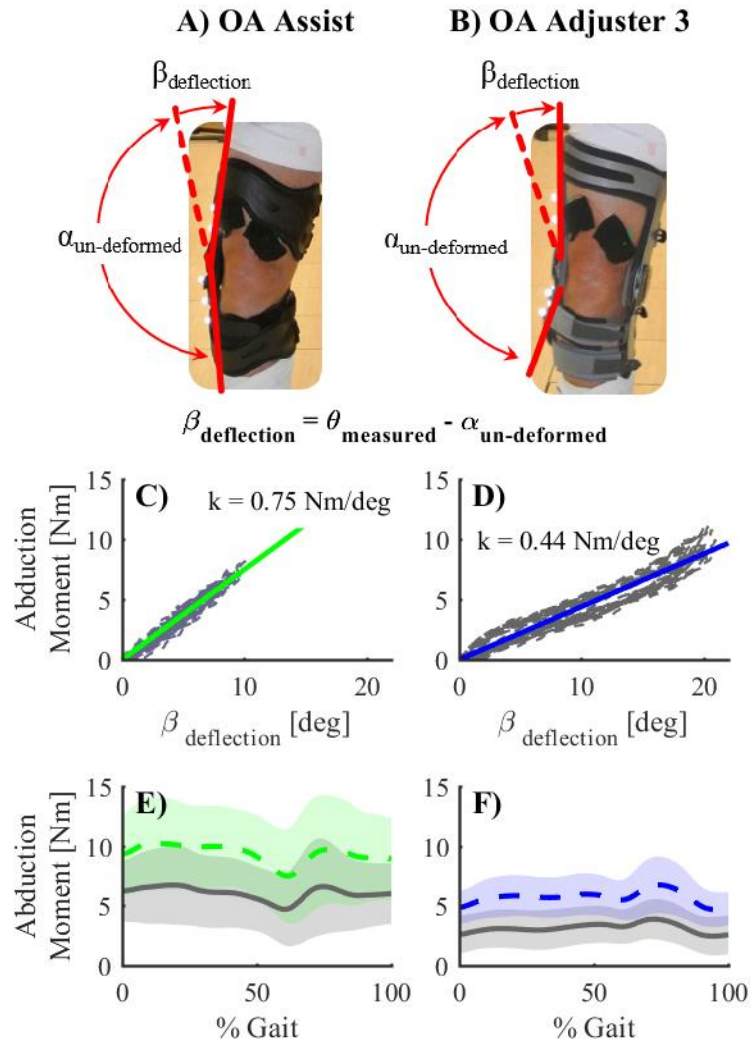 A) OA Assist
B) OA Adjuster 3
βdeflection
βdeflection
αun-deformed
αun-deformed
βdeflection = θmeasured - αun-deformed
C)
k = 0.75 Nm/deg
Abduction
Moment [Nm]
15
10
5
0
0 10 20
β deflection [deg]
D)
k = 0.44 Nm/deg
15
10
5
0
0 10 20
β deflection [deg]
E)
Abduction
Moment [Nm]
15
10
5
0
0 50 100
% Gait
F)
15
10
5
0
0 50 100
% Gait